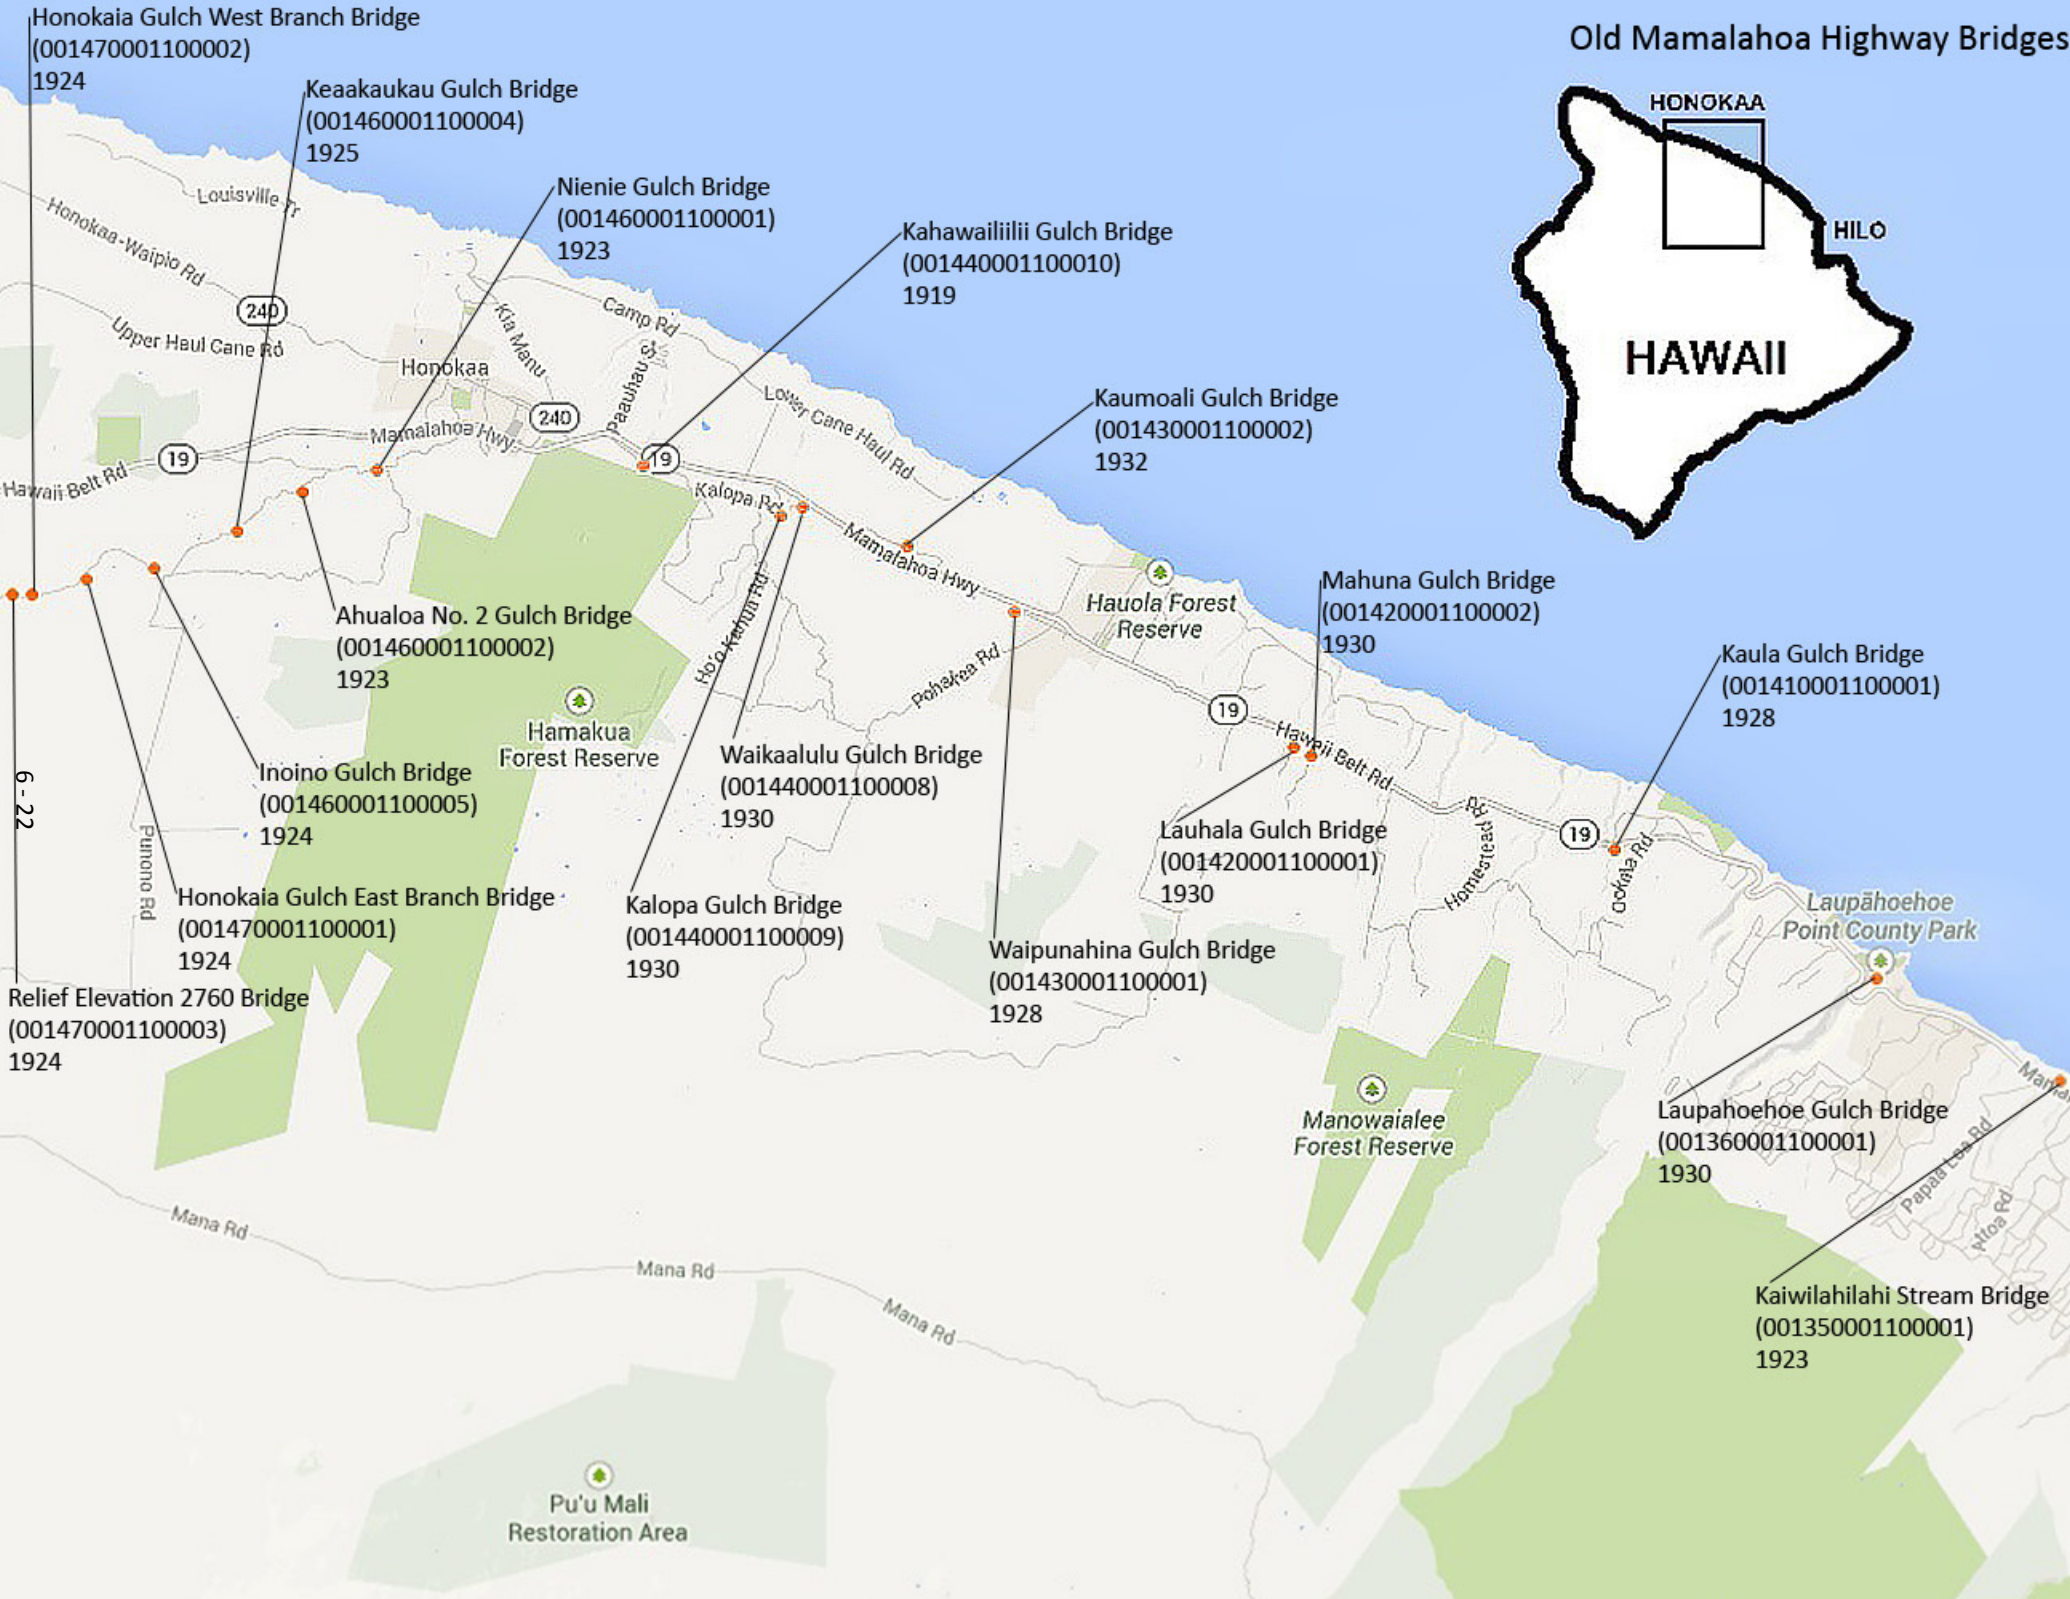 Honokaia Gulch West Branch Bridge
(001470001100002)
1924
Old Mamalahoa Highway Bridges
Keaakaukau Gulch Bridge
(001460001100004)
1925
HONOKAA
HILO
HAWAII
Nienie Gulch Bridge
(001460001100001)
1923
Kahawailiilii Gulch Bridge
(001440001100010)
1919
Louisville Tr
Honokaa-Waipio Rd
240
Upper Haul Cane Rd
Kia Manu
Camp Rd
Honokaa
Paauhau St
240
Lower Cane Haul Rd
Kaumoali Gulch Bridge
(001430001100002)
1932
Mamalahoa Hwy
19
19
Hawaii Belt Rd
Kalopa Rd
Mamalahoa Hwy
Hauola Forest
Reserve
Mahuna Gulch Bridge
(001420001100002)
1930
Ahualoa No. 2 Gulch Bridge
(001460001100002)
1923
Ho'o Kahua Rd
Pohakea Rd
Kaula Gulch Bridge
(001410001100001)
1928
Hamakua
Forest Reserve
19
Hawaii Belt Rd
Waikaalulu Gulch Bridge
(001440001100008)
1930
Inoino Gulch Bridge
(001460001100005)
1924
6-22
Lauhala Gulch Bridge
(001420001100001)
1930
Homestead Rd
19
Ookala Rd
Punono Rd
Honokaia Gulch East Branch Bridge
(001470001100001)
1924
Kalopa Gulch Bridge
(001440001100009)
1930
Waipunahina Gulch Bridge
(001430001100001)
1928
Laupāhoehoe
Point County Park
Relief Elevation 2760 Bridge
(001470001100003)
1924
Manowaialee
Forest Reserve
Laupahoehoe Gulch Bridge
(001360001100001)
1930
Papaa Loa Rd
Mana Rd
Mana Rd
Mana Rd
Kaiwilahilahi Stream Bridge
(001350001100001)
1923
Pu'u Mali
Restoration Area